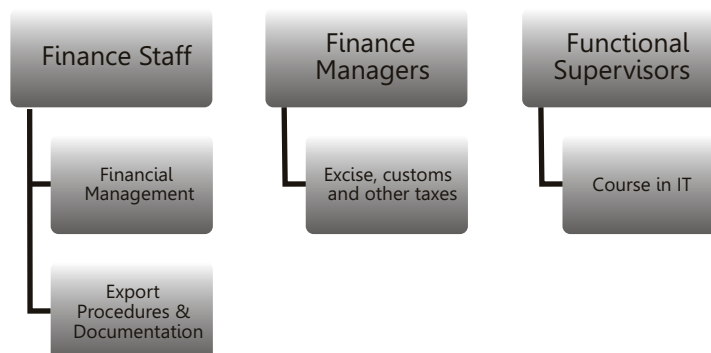 Finance Staff
Financial
Management
Export
Procedures &
Documentation
Finance
Managers
Excise, customs
and other taxes
Functional
Supervisors
Course in IT